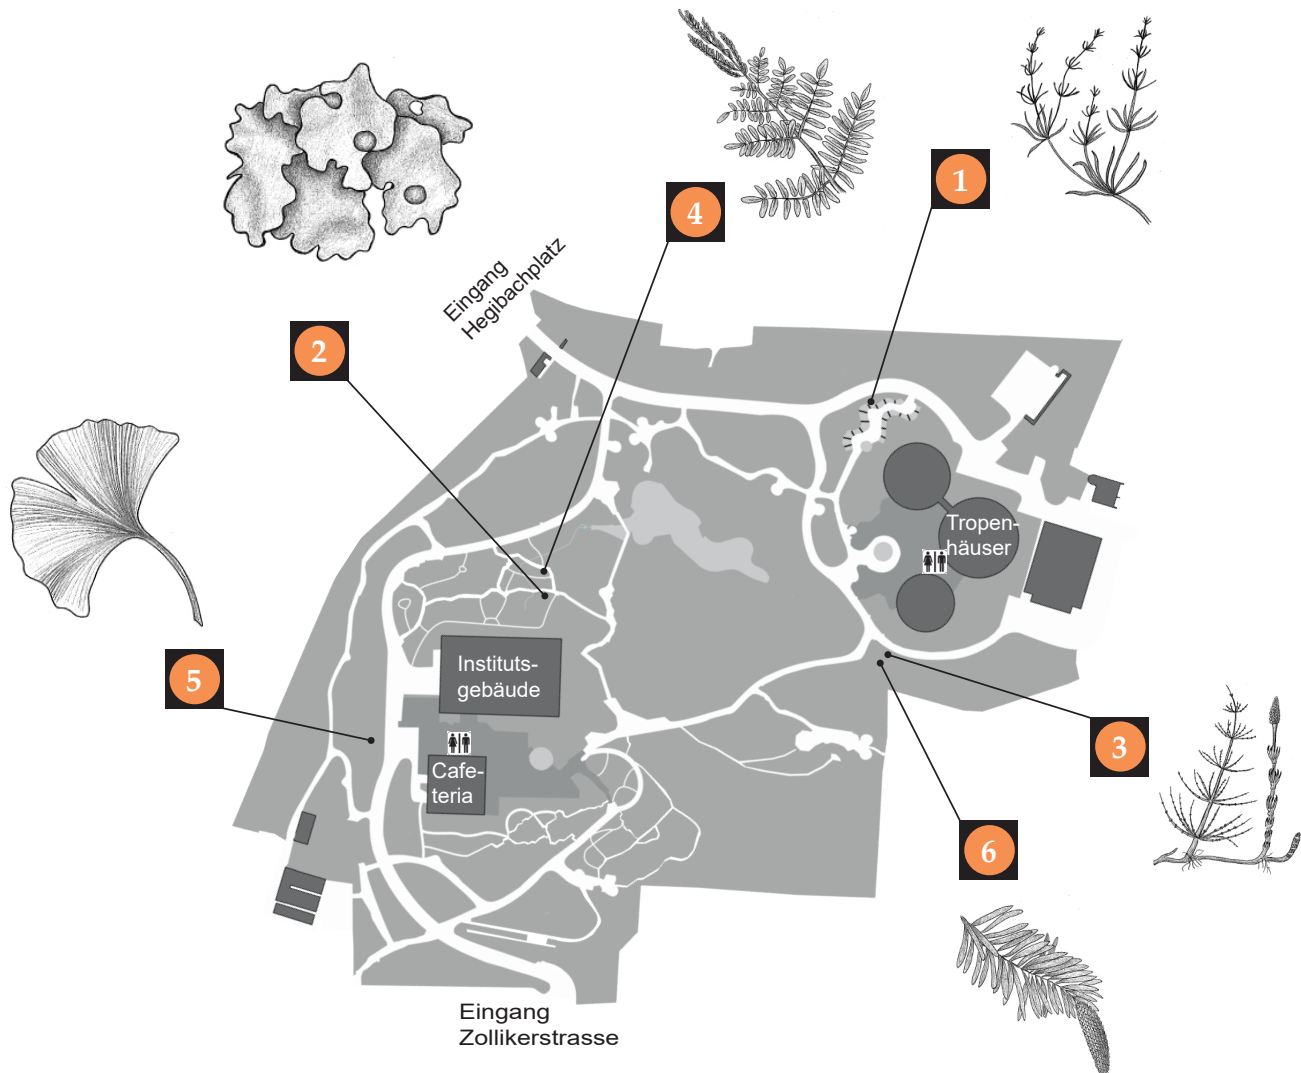 1
4
Eingang
Hegibachplatz
2
Tropen-
häuser
Instituts-
gebäude
5
3
Cafe-
teria
6
Eingang
Zollikerstrasse